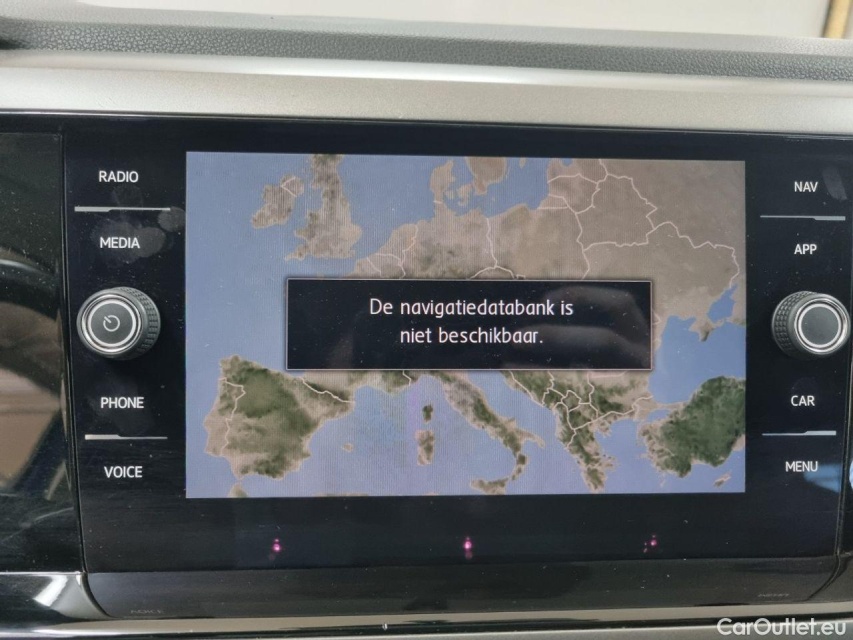 RADIO
MEDIA
PHONE
VOICE
De navigatiedatabank is
niet beschikbaar.
NAV
APP
CAR
MENU
CarOutlet.eu